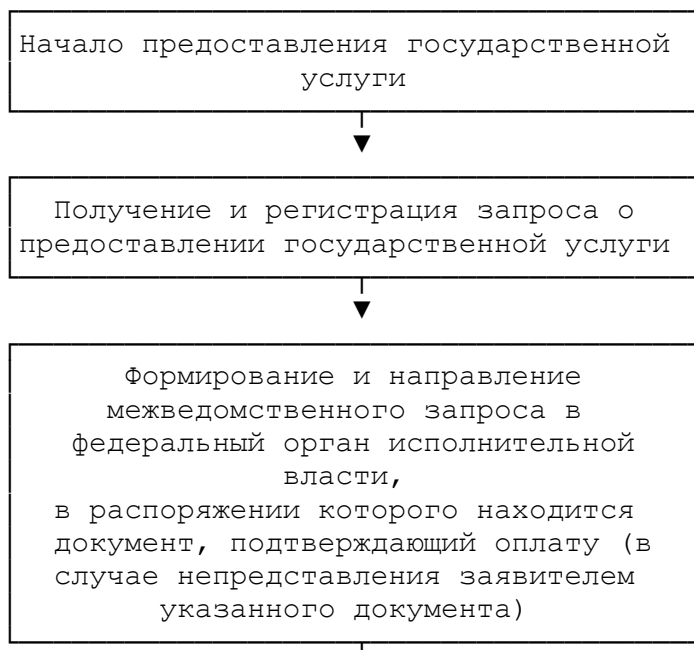 Начало предоставления государственной
услуги
Получение и регистрация запроса о
предоставлении государственной услуги
Формирование и направление
межведомственного запроса в
федеральный орган исполнительной
власти,
в распоряжении которого находится
документ, подтверждающий оплату (в
случае непредставления заявителем
указанного документа)